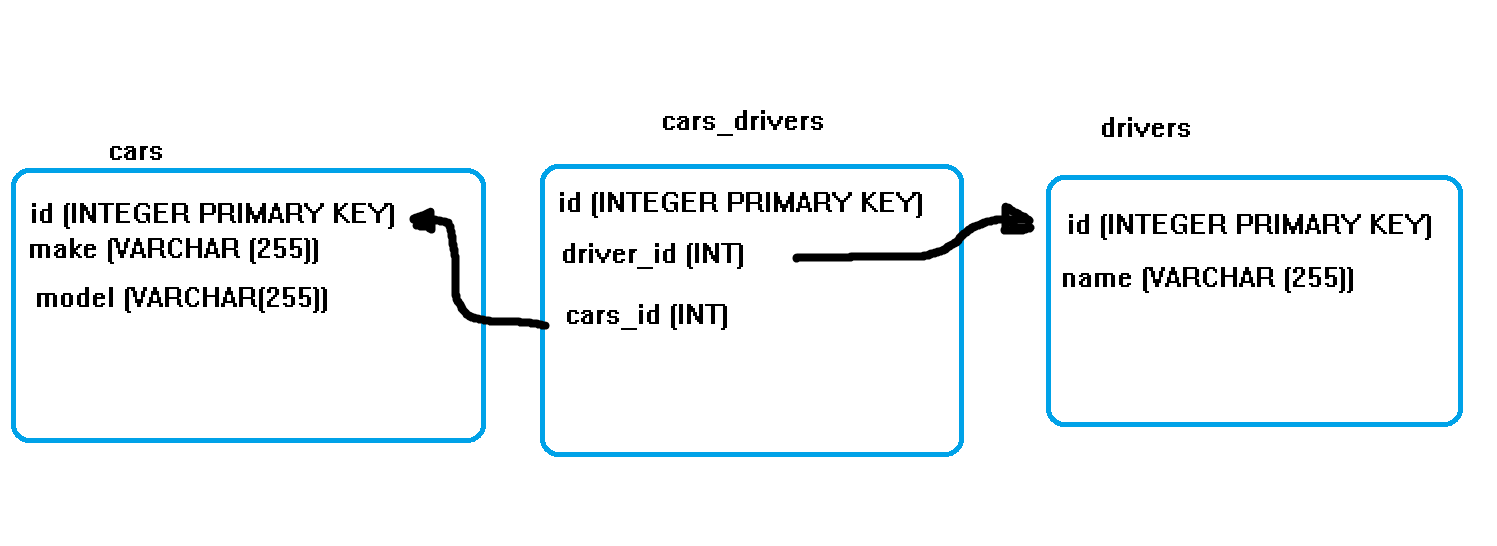 cars
id (INTEGER PRIMARY KEY)
make (VARCHAR (255))
model (VARCHAR(255))
cars_drivers
id (INTEGER PRIMARY KEY)
driver_id (INT)
cars_id (INT)
drivers
id (INTEGER PRIMARY KEY)
name (VARCHAR (255))